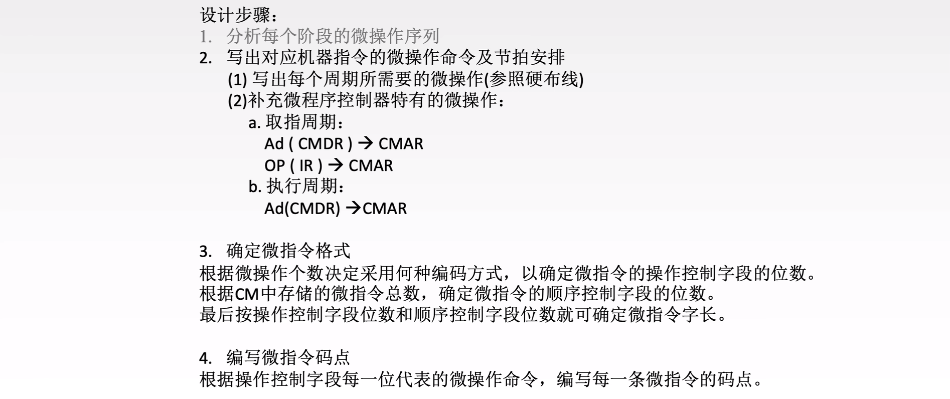 设计步骤：
1. 分析每个阶段的微操作序列
2. 写出对应机器指令的微操作命令及节拍安排
(1) 写出每个周期所需要的微操作(参照硬布线)
(2)补充微程序控制器特有的微操作：
a. 取指周期：
Ad ( CMDR ) → CMAR
OP ( IR ) → CMAR
b. 执行周期：
Ad(CMDR) →CMAR
3. 确定微指令格式
根据微操作个数决定采用何种编码方式，以确定微指令的操作控制字段的位数。
根据CM中存储的微指令总数，确定微指令的顺序控制字段的位数。
最后按操作控制字段位数和顺序控制字段位数就可确定微指令字长。
4. 编写微指令码点
根据操作控制字段每一位代表的微操作命令，编写每一条微指令的码点。